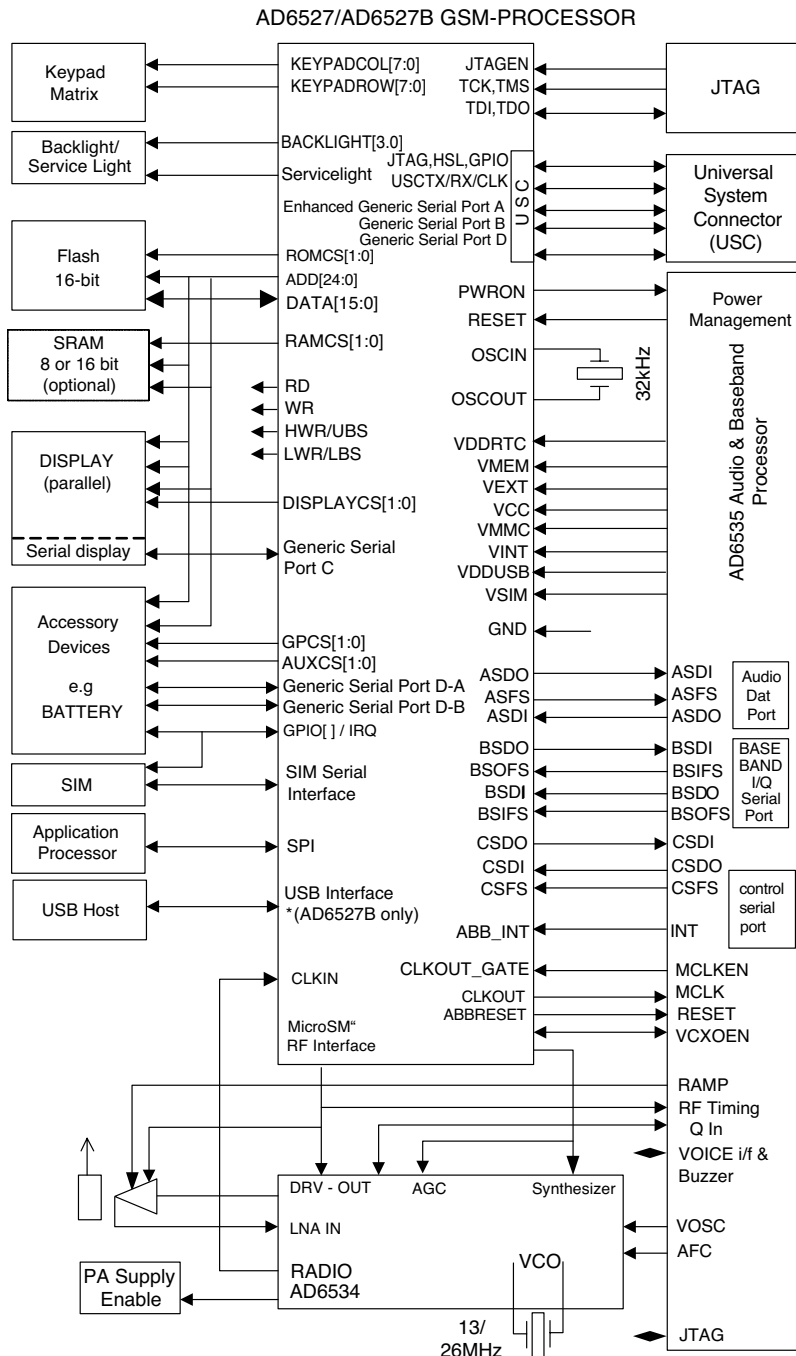 AD6527/AD6527B GSM-PROCESSOR
Keypad
Matrix
KEYPADCOL[7:0]
KEYPADROW[7:0]
JTAGEN
TCK,TMS
TDI,TDO
JTAG
Backlight/
Service Light
BACKLIGHT[3.0]
Servicelight
JTAG,HSL,GPIO
USCTX/RX/CLK
Enhanced Generic Serial Port A
Generic Serial Port B
Generic Serial Port D
USC
Universal
System
Connector
(USC)
Flash
16-bit
ROMCS[1:0]
ADD[24:0]
DATA[15:0]
SRAM
8 or 16 bit
(optional)
RAMCS[1:0]
RD
WR
HWR/UBS
LWR/LBS
PWRON
RESET
OSCIN
OSCOUT
32kHz
Power
Management
AD6535 Audio & Baseband
Processor
DISPLAY
(parallel)
Serial display
DISPLAYCS[1:0]
Generic Serial
Port C
VDDRTC
VMEM
VEXT
VCC
VMMC
VINT
VDDUSB
VSIM
GND
Accessory
Devices
e.g
BATTERY
GPCS[1:0]
AUXCS[1:0]
Generic Serial Port D-A
Generic Serial Port D-B
GPIO[ ] / IRQ
ASDO
ASFS
ASDI
ASDI
ASFS
ASDO
Audio
Dat
Port
SIM
SIM Serial
Interface
BSDO
BSOFS
BSDI
BSIFS
BSDI
BSIFS
BSDO
BSOFS
BASE
BAND
I/Q
Serial
Port
Application
Processor
SPI
CSDO
CSDI
CSFS
CSDI
CSDO
CSFS
control
serial
port
USB Host
USB Interface
*(AD6527B only)
ABB_INT
INT
CLKIN
CLKOUT_GATE
CLKOUT
ABBRESET
MCLKEN
MCLK
RESET
VCXOEN
MicroSM“
RF Interface
RAMP
RF Timing
Q In
VOICE i/f &
Buzzer
DRV - OUT
AGC
Synthesizer
LNA IN
VOSC
AFC
RADIO
AD6534
VCO
PA Supply
Enable
13/
26MHz
JTAG